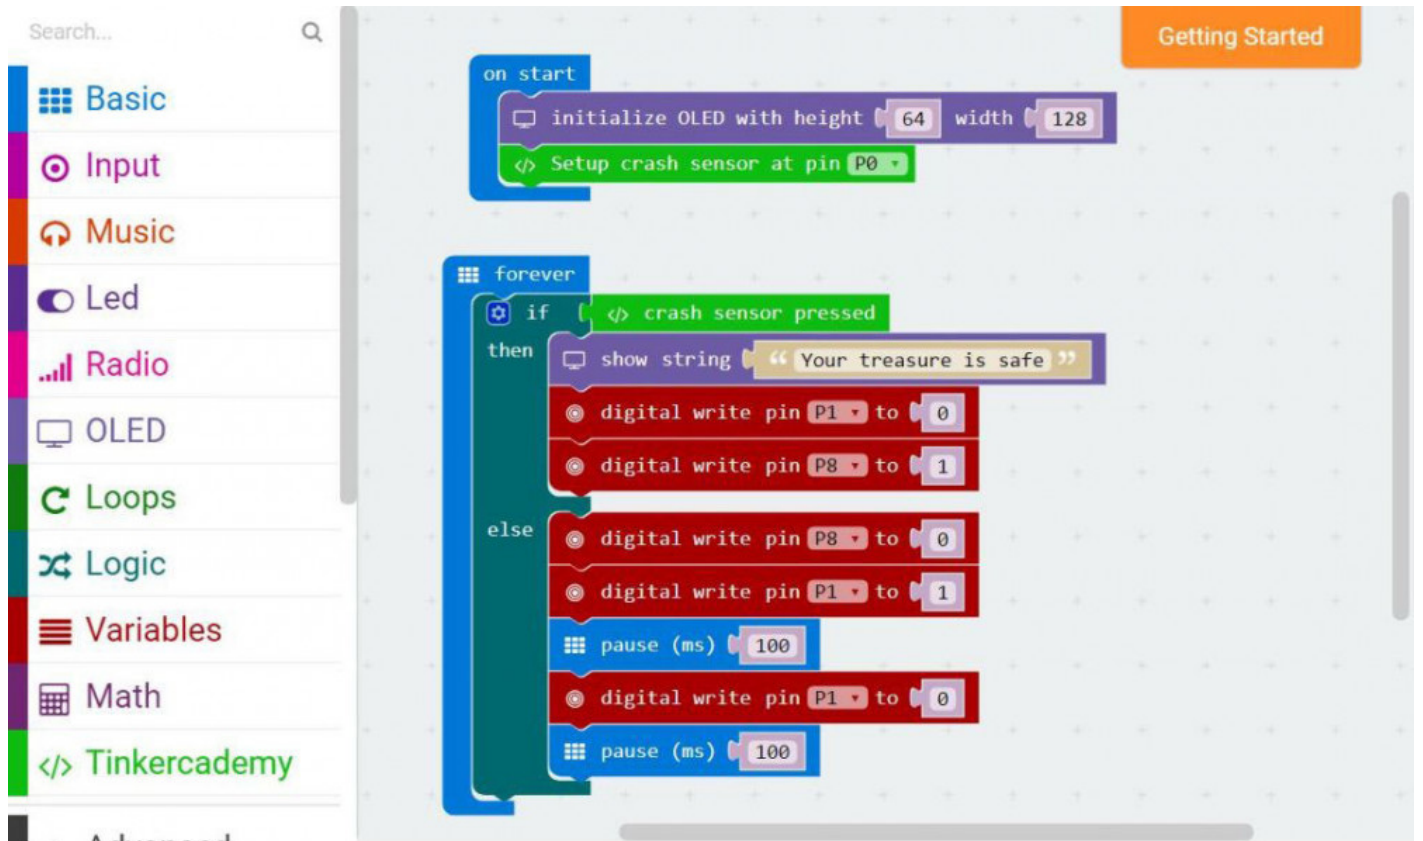 Search...
Basic
Input
Music
Led
Radio
OLED
Loops
Logic
Variables
Math
Tinkercademy
Getting Started
on start
initialize OLED with height 64 width 128
Setup crash sensor at pin P0
forever
if crash sensor pressed
then show string “ Your treasure is safe ”
digital write pin P1 to 0
digital write pin P8 to 1
else digital write pin P8 to 0
digital write pin P1 to 1
pause (ms) 100
digital write pin P1 to 0
pause (ms) 100